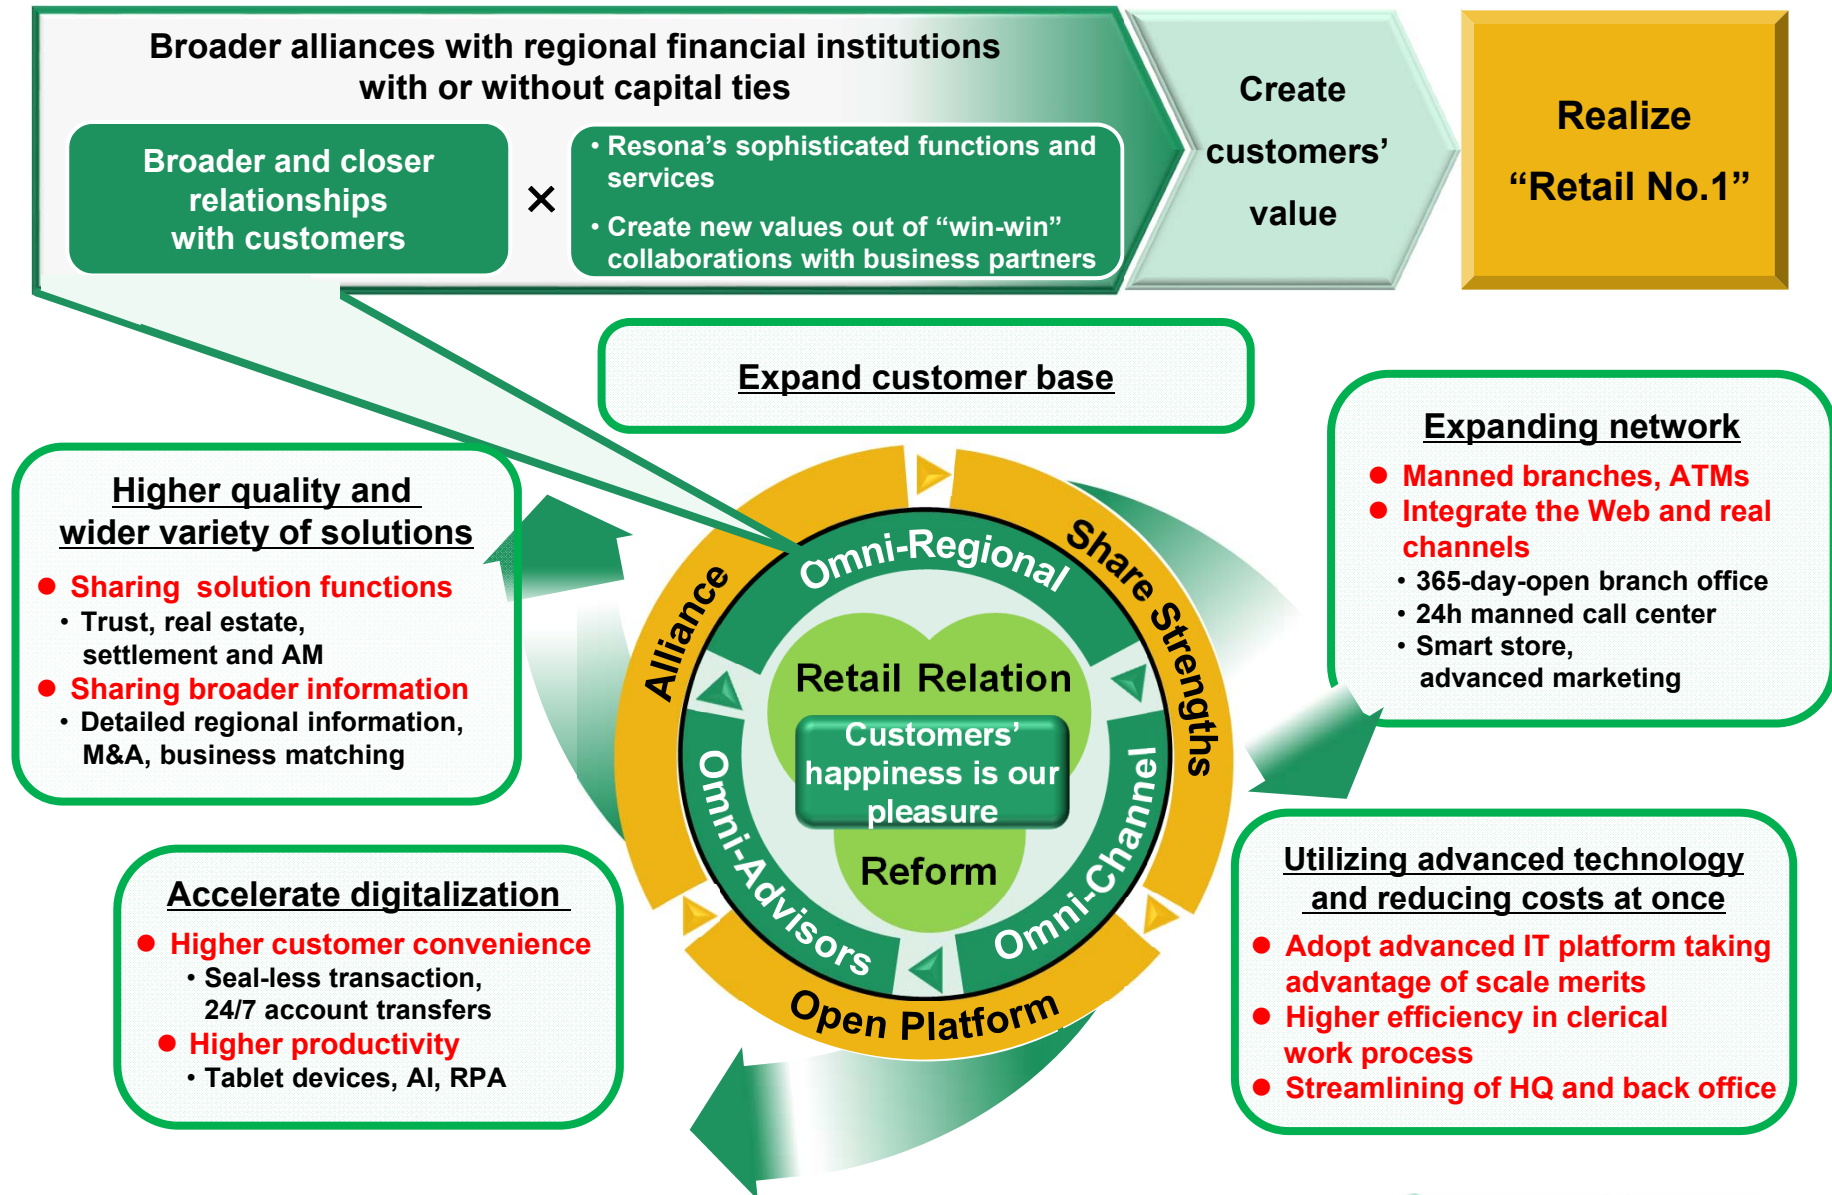 Broader alliances with regional financial institutions
with or without capital ties
Broader and closer
relationships
with customers
×
• Resona’s sophisticated functions and
services
• Create new values out of “win-win”
collaborations with business partners
Create
customers’
value
Realize
“Retail No.1”
Expand customer base
Higher quality and
wider variety of solutions
● Sharing solution functions
• Trust, real estate,
settlement and AM
● Sharing broader information
• Detailed regional information,
M&A, business matching
Expanding network
● Manned branches, ATMs
● Integrate the Web and real
channels
• 365-day-open branch office
• 24h manned call center
• Smart store,
advanced marketing
Alliance
Share Strengths
Open Platform
Omni-Regional
Omni-Channel
Omni-Advisors
Retail Relation
Customers’
happiness is our
pleasure
Reform
Accelerate digitalization
● Higher customer convenience
• Seal-less transaction,
24/7 account transfers
● Higher productivity
• Tablet devices, AI, RPA
Utilizing advanced technology
and reducing costs at once
● Adopt advanced IT platform taking
advantage of scale merits
● Higher efficiency in clerical
work process
● Streamlining of HQ and back office